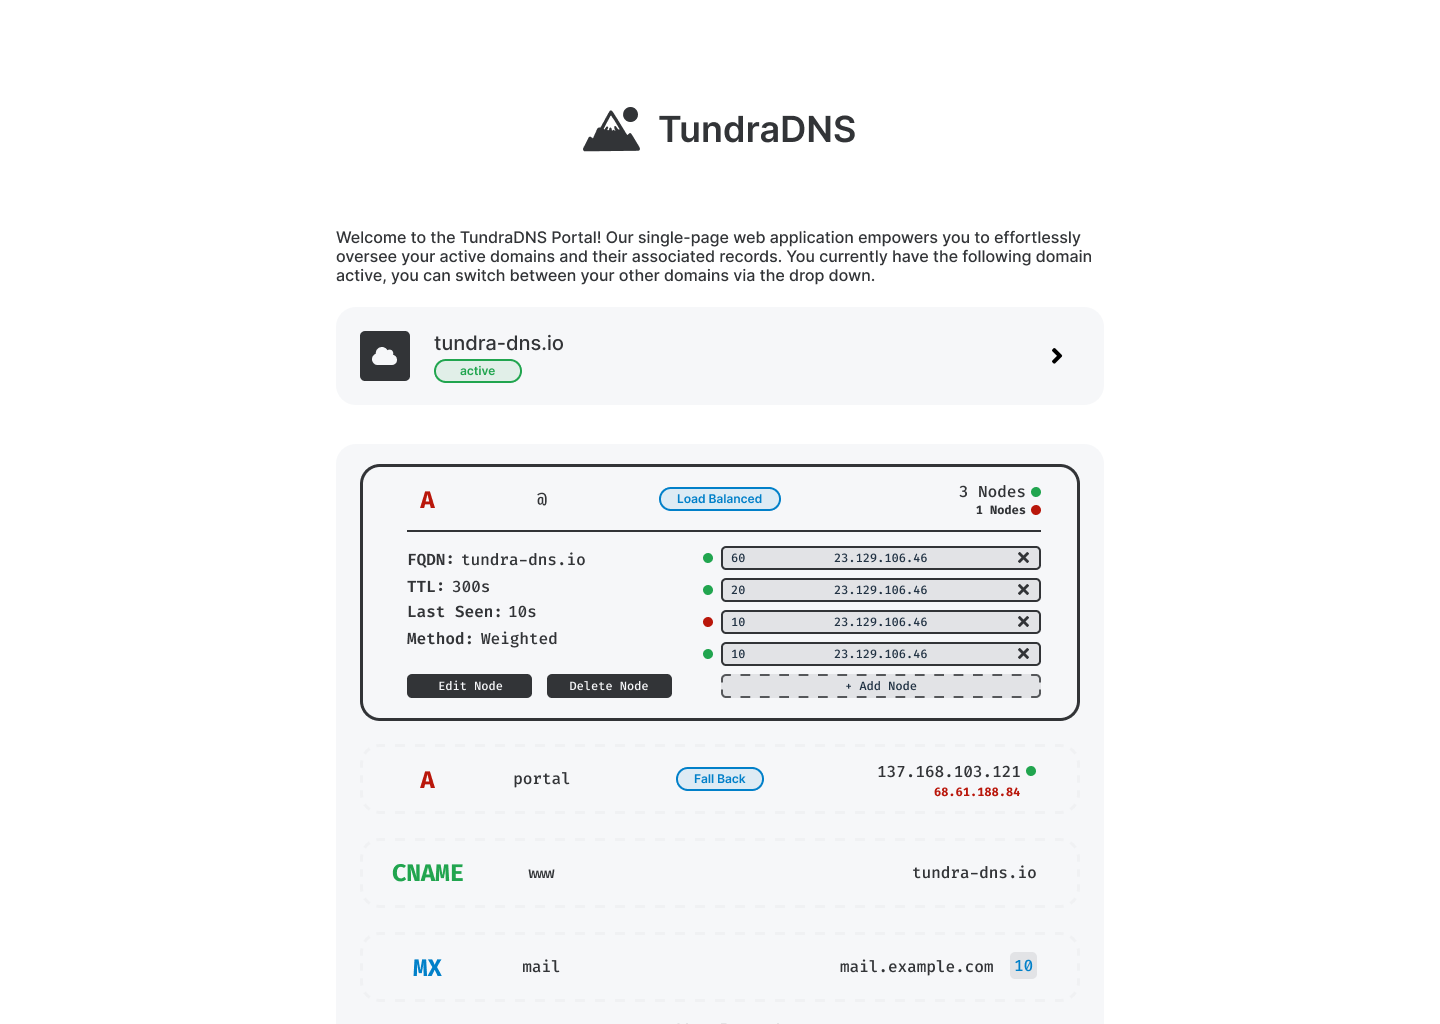 TundraDNS
Welcome to the TundraDNS Portal! Our single-page web application empowers you to effortlessly
oversee your active domains and their associated records. You currently have the following domain
active, you can switch between your other domains via the drop down.
tundra-dns.io
active
A @ Load Balanced 3 Nodes
1 Nodes
FQDN: tundra-dns.io
TTL: 300s
Last Seen: 10s
Method: Weighted
Edit Node Delete Node
60 23.129.106.46
20 23.129.106.46
10 23.129.106.46
10 23.129.106.46
+ Add Node
A portal Fall Back 137.168.103.121
68.61.188.84
CNAME www tundra-dns.io
MX mail mail.example.com 10